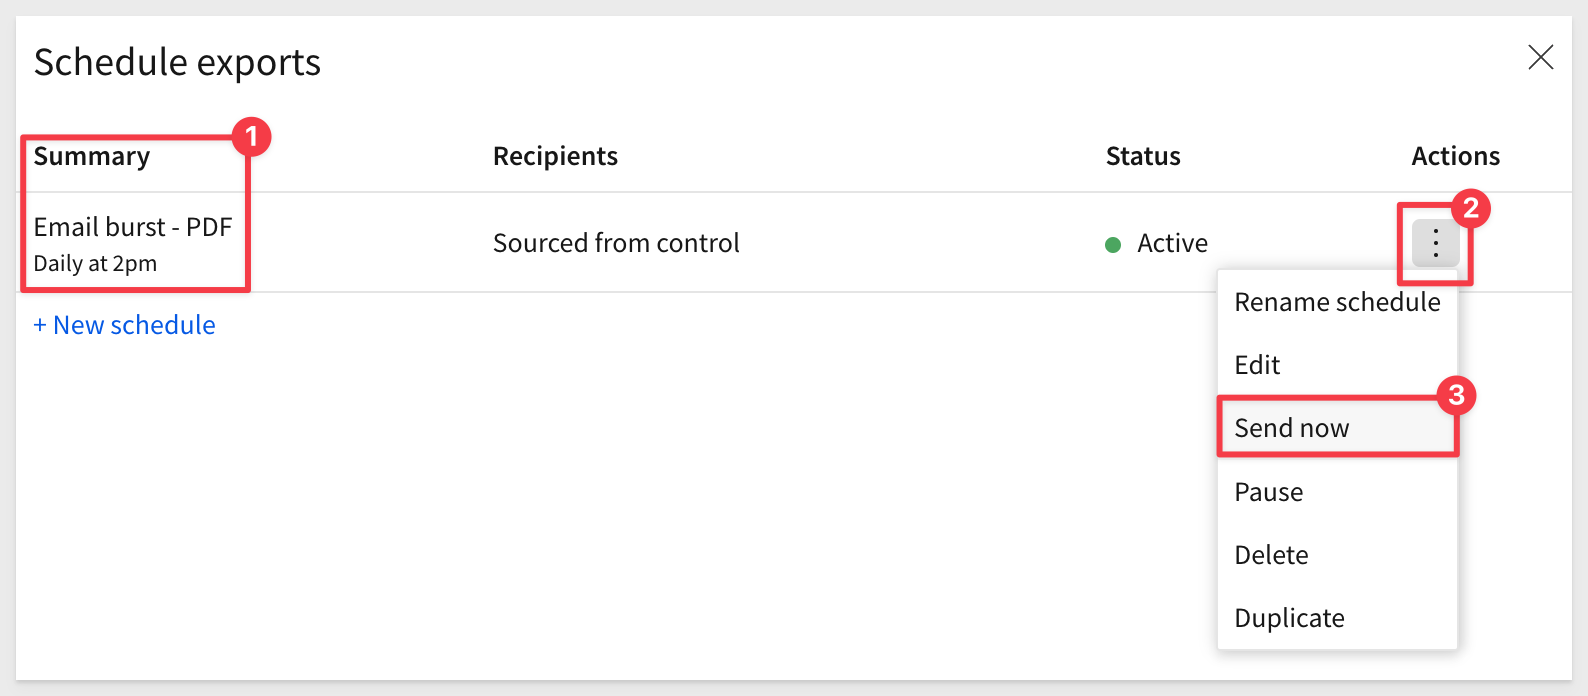 Schedule exports
1
Summary
Recipients
Status
Actions
2
Email burst - PDF
Daily at 2pm
Sourced from control
Active
+ New schedule
Rename schedule
Edit
3
Send now
Pause
Delete
Duplicate